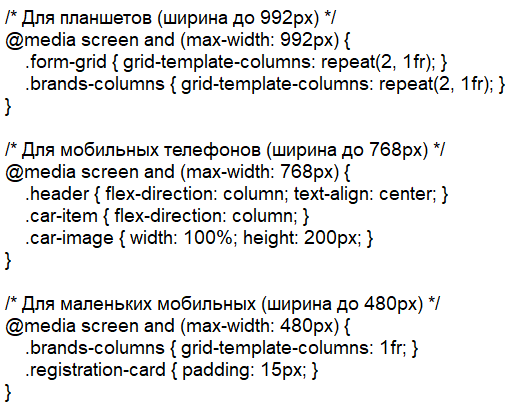 /* Для планшетов (ширина до 992px) */
@media screen and (max-width: 992px) {
    .form-grid { grid-template-columns: repeat(2, 1fr); }
    .brands-columns { grid-template-columns: repeat(2, 1fr); }
}

/* Для мобильных телефонов (ширина до 768px) */
@media screen and (max-width: 768px) {
    .header { flex-direction: column; text-align: center; }
    .car-item { flex-direction: column; }
    .car-image { width: 100%; height: 200px; }
}

/* Для маленьких мобильных (ширина до 480px) */
@media screen and (max-width: 480px) {
    .brands-columns { grid-template-columns: 1fr; }
    .registration-card { padding: 15px; }
}